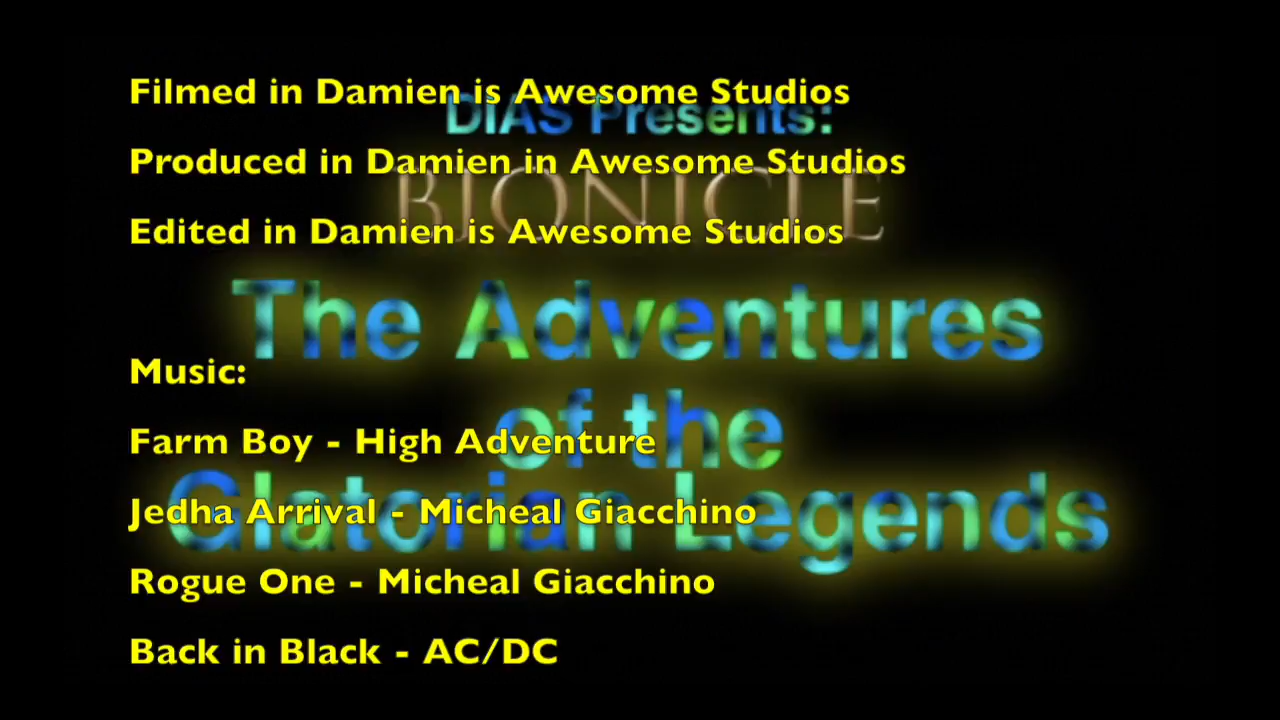 Filmed in Damien is Awesome Studios
DIAS Presents:
Produced in Damien in Awesome Studios
BIONICLE
Edited in Damien is Awesome Studios
The Adventures
Music:
of the
Farm Boy - High Adventure
Glatorian Legends
Jedha Arrival - Micheal Giacchino
Rogue One - Micheal Giacchino
Back in Black - AC/DC